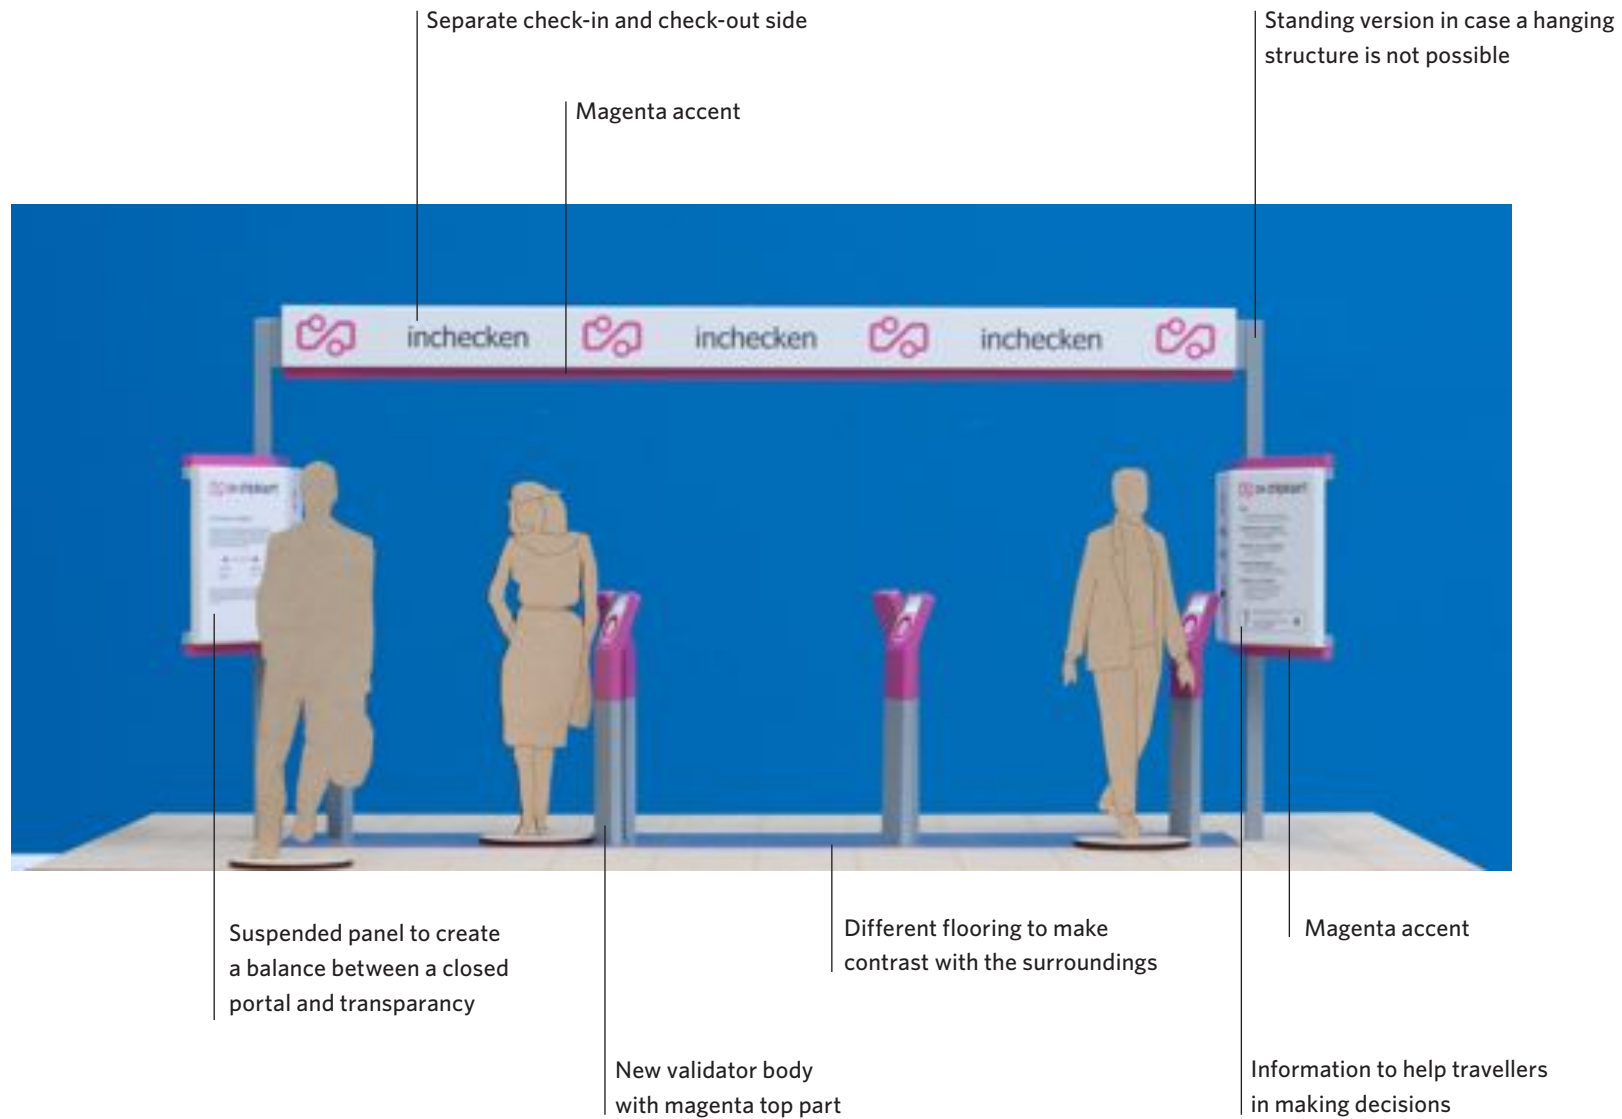 Separate check-in and check-out side
Standing version in case a hanging
structure is not possible
Magenta accent
inchecken inchecken inchecken
Suspended panel to create
a balance between a closed
portal and transparancy
Different flooring to make
contrast with the surroundings
Magenta accent
New validator body
with magenta top part
Information to help travellers
in making decisions